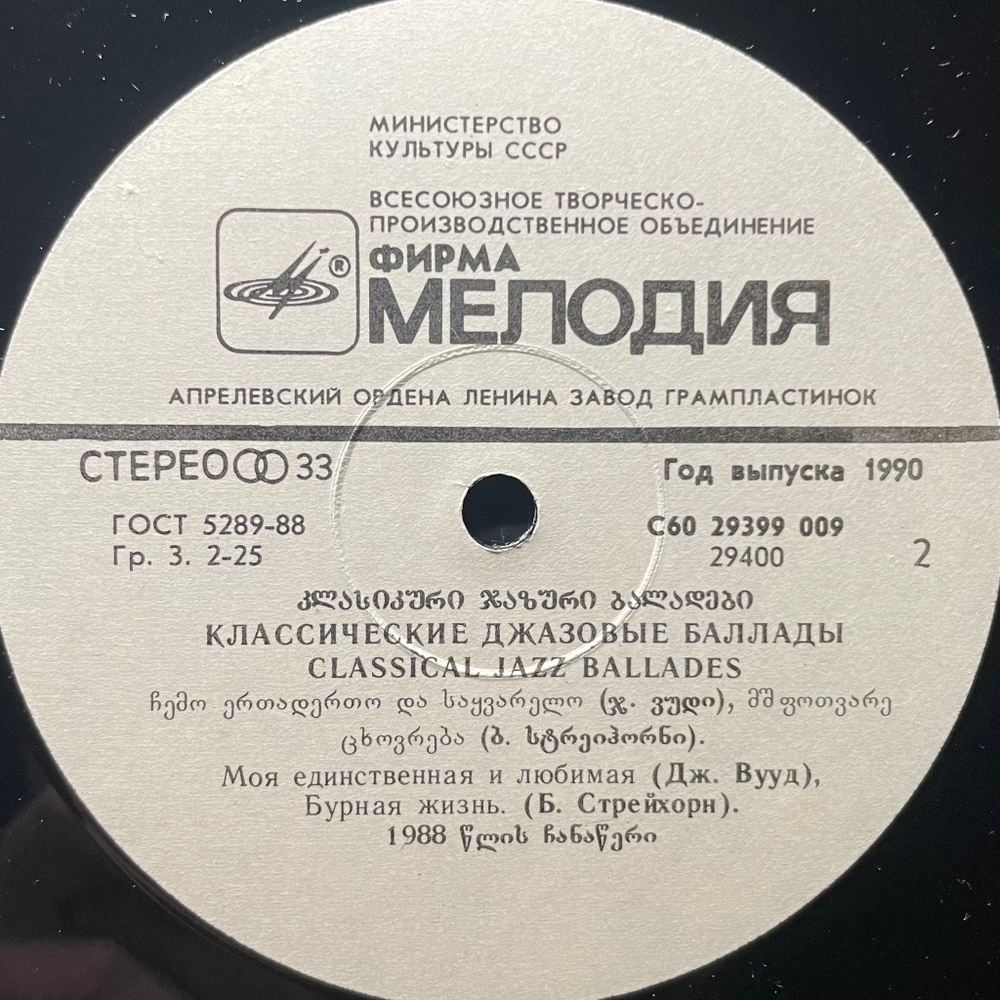 МИНИСТЕРСТВО
КУЛЬТУРЫ СССР
ВСЕСОЮЗНОЕ ТВОРЧЕСКО-
ПРОИЗВОДСТВЕННОЕ ОБЪЕДИНЕНИЕ
®
ФИРМА
МЕЛОДИЯ
АПРЕЛЕВСКИЙ ОРДЕНА ЛЕНИНА ЗАВОД ГРАМПЛАСТИНОК
СТЕРЕО 33
Год выпуска 1990
ГОСТ 5289-88
С60 29399 009
Гр. 3. 2-25
29400
2
კლასიკური ჯაზური ბალადები
КЛАССИЧЕСКИЕ ДЖАЗОВЫЕ БАЛЛАДЫ
CLASSICAL JAZZ BALLADES
ჩემო ერთადერთო და საყვარელო (ჯ. ვუდი), მშფოთვარე
ცხოვრება (ბ. სტრეიჰორნი).
Моя единственная и любимая (Дж. Вууд),
Бурная жизнь. (Б. Стрейхорн).
1988 წლის ჩანაწერი